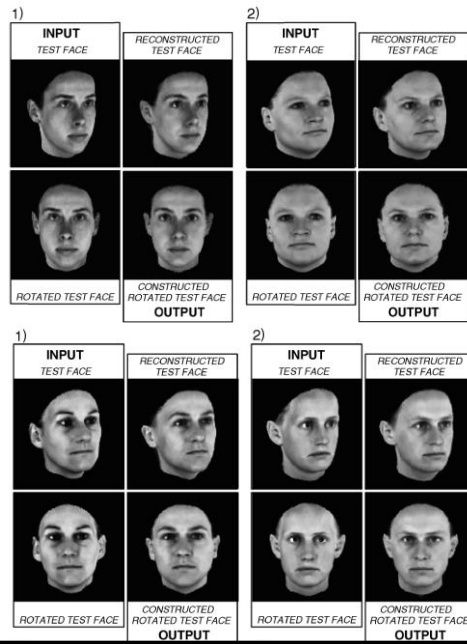 1)
INPUT
TEST FACE
RECONSTRUCTED
TEST FACE
ROTATED TEST FACE
CONSTRUCTED
ROTATED TEST FACE
OUTPUT
2)
INPUT
TEST FACE
RECONSTRUCTED
TEST FACE
ROTATED TEST FACE
CONSTRUCTED
ROTATED TEST FACE
OUTPUT
1)
INPUT
TEST FACE
RECONSTRUCTED
TEST FACE
ROTATED TEST FACE
CONSTRUCTED
ROTATED TEST FACE
OUTPUT
2)
INPUT
TEST FACE
RECONSTRUCTED
TEST FACE
ROTATED TEST FACE
CONSTRUCTED
ROTATED TEST FACE
OUTPUT